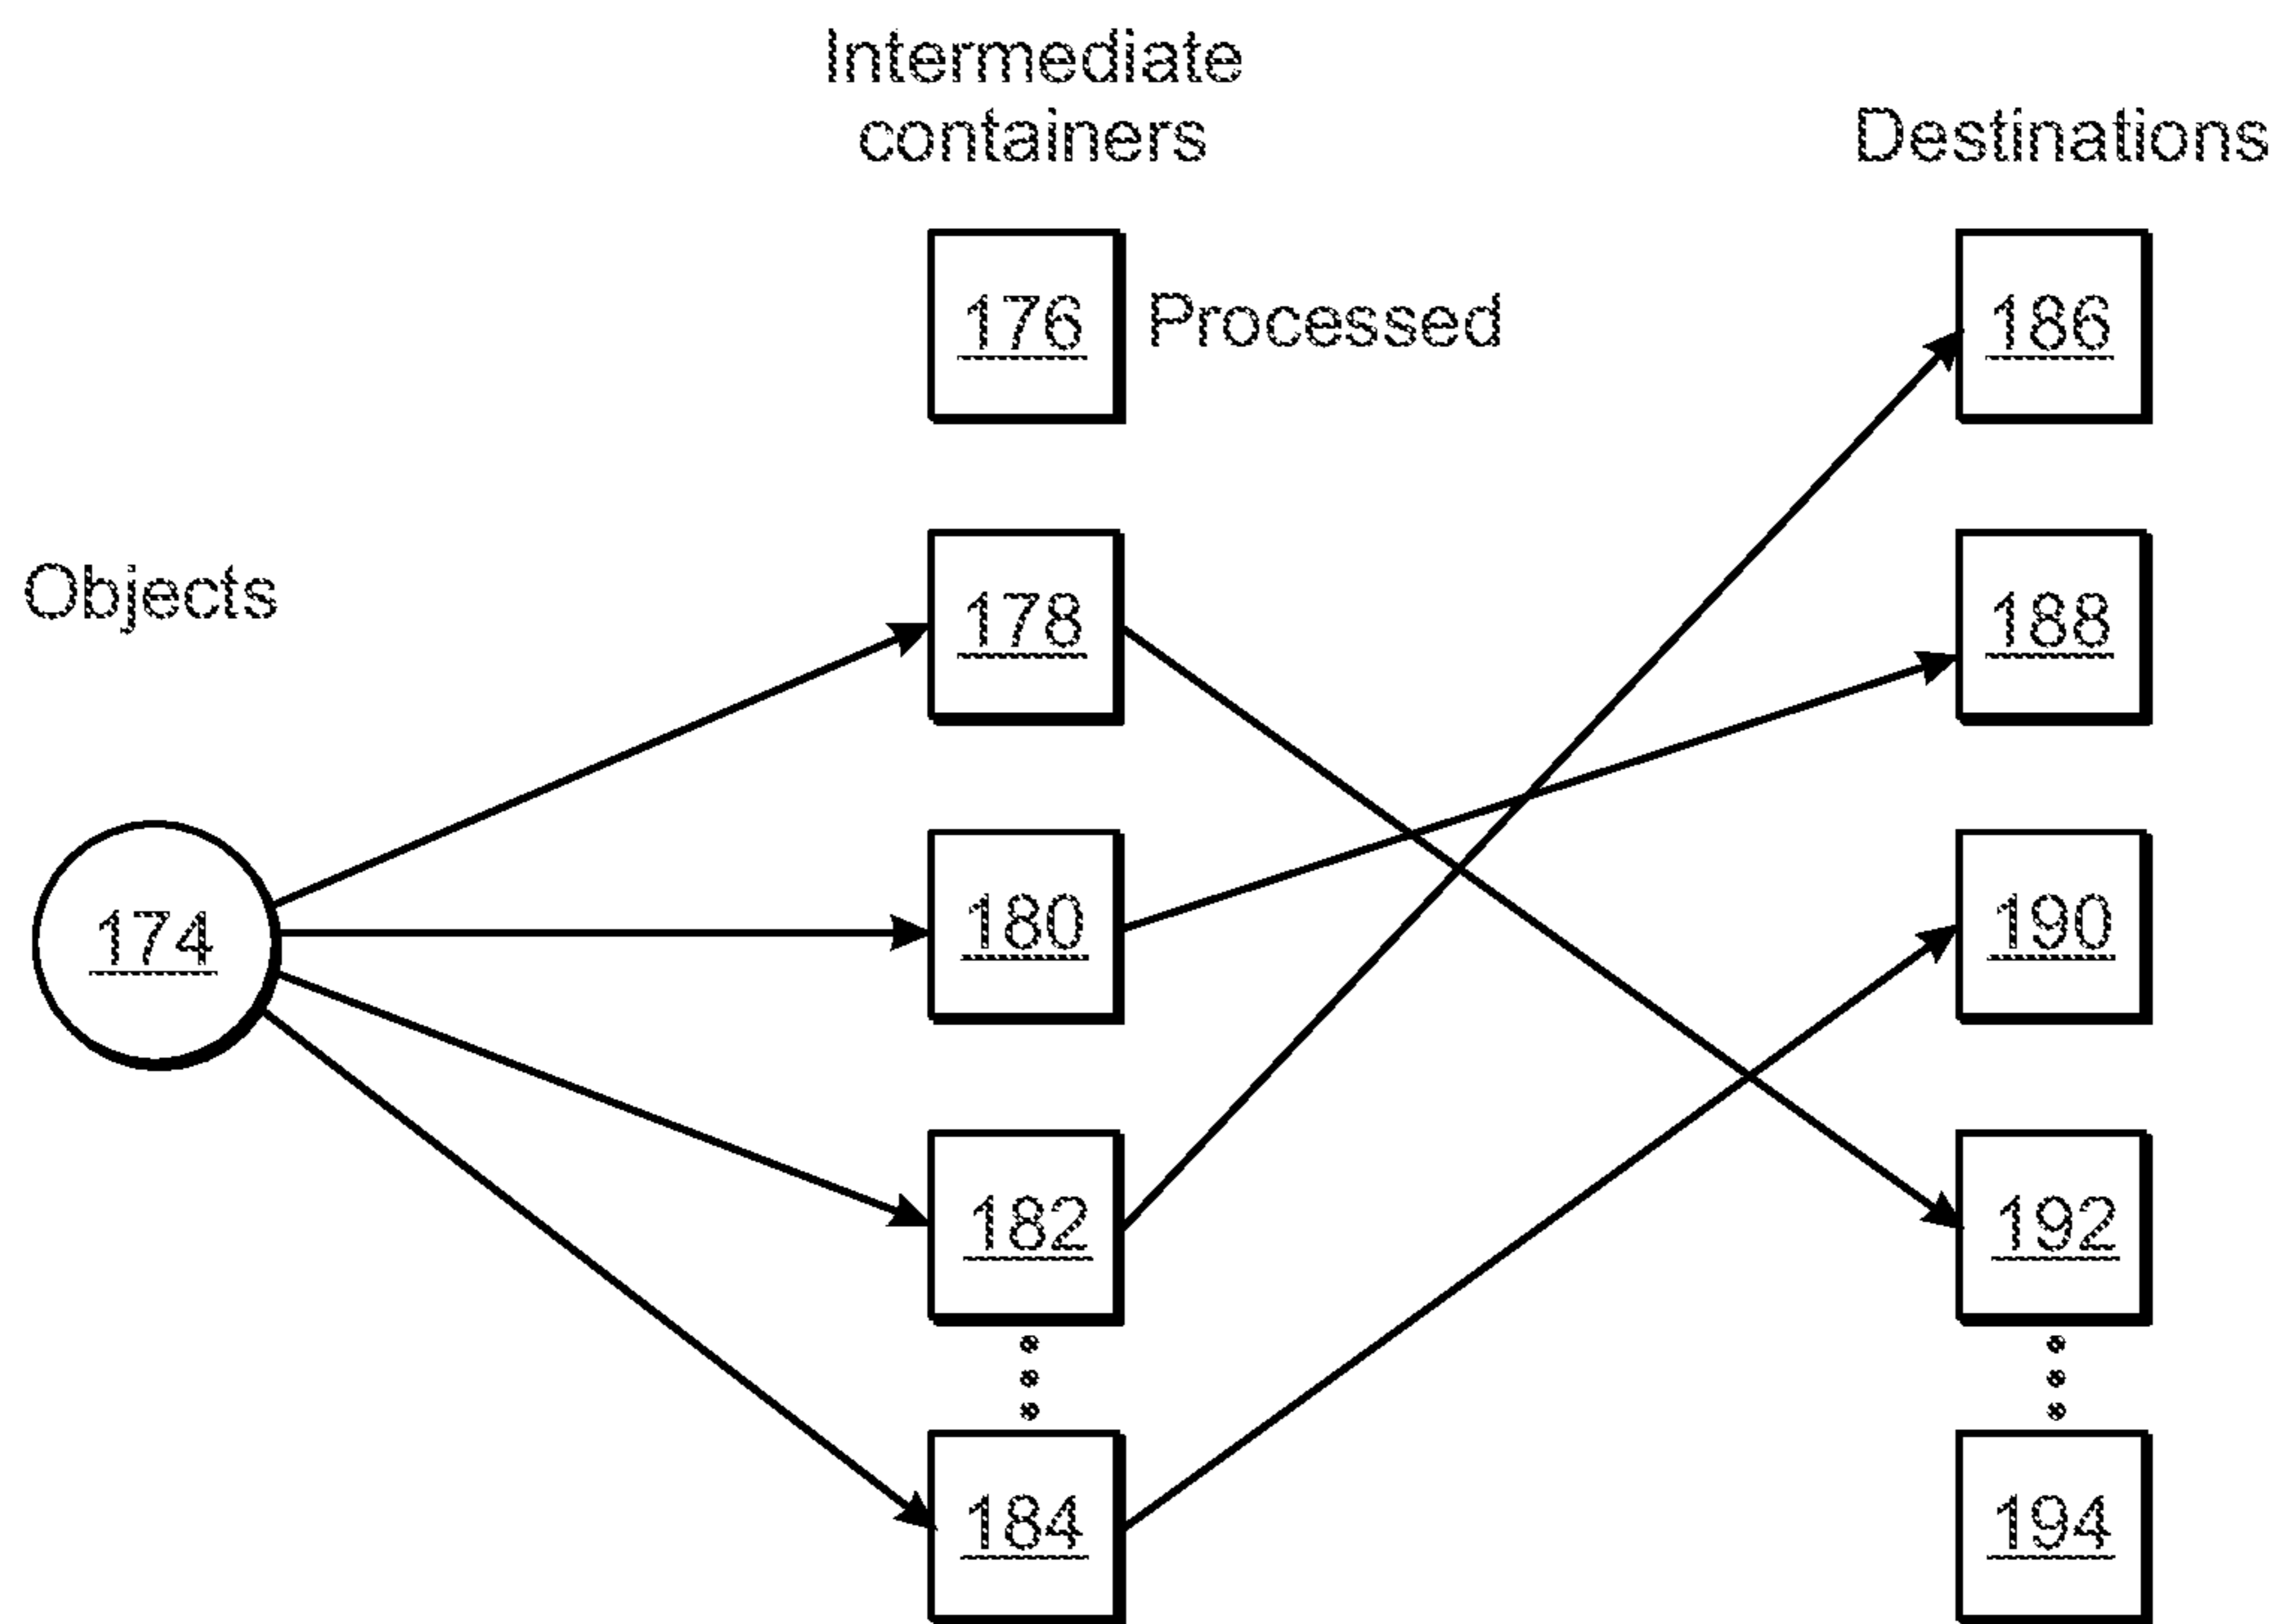 Intermediate
containers
Destinations
176 Processed
186
Objects
178
188
174
180
190
182
192
184
194